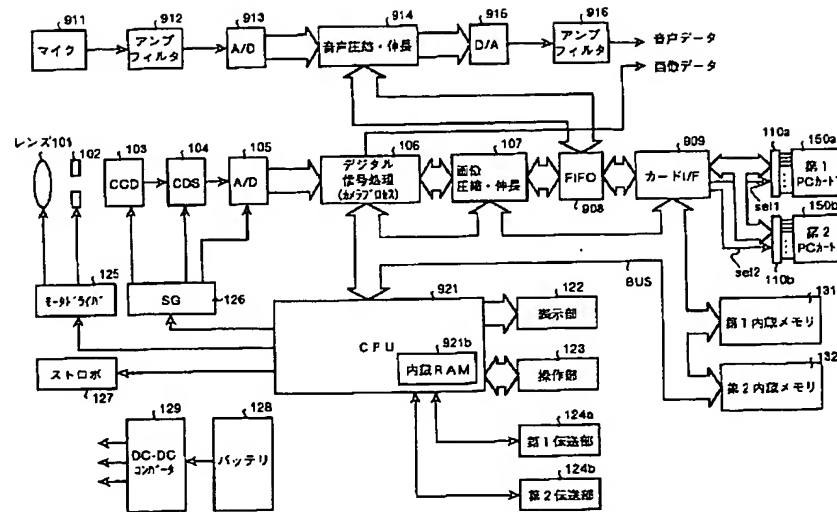 911
912
913
914
915
916
マイク
アンプ
フィルタ
A/D
音声圧縮・伸長
D/A
アンプ
フィルタ
音声データ
画像データ
レンズ101
102
103
104
105
106
107
809
110a
150a
CCD
CDS
A/D
デジタル
信号処理
(カメラプロセス)
画像
圧縮・伸長
FIFO
908
カードI/F
第1
PCカード
sel1
150b
第2
PCカード
sel2
110b
BUS
125
モータドライバ
SG
126
921
CPU
921b
内蔵RAM
122
表示部
123
操作部
131
第1内蔵メモリ
132
第2内蔵メモリ
ストロボ
127
129
DC-DC
コンバータ
128
バッテリ
124a
第1伝送部
124b
第2伝送部